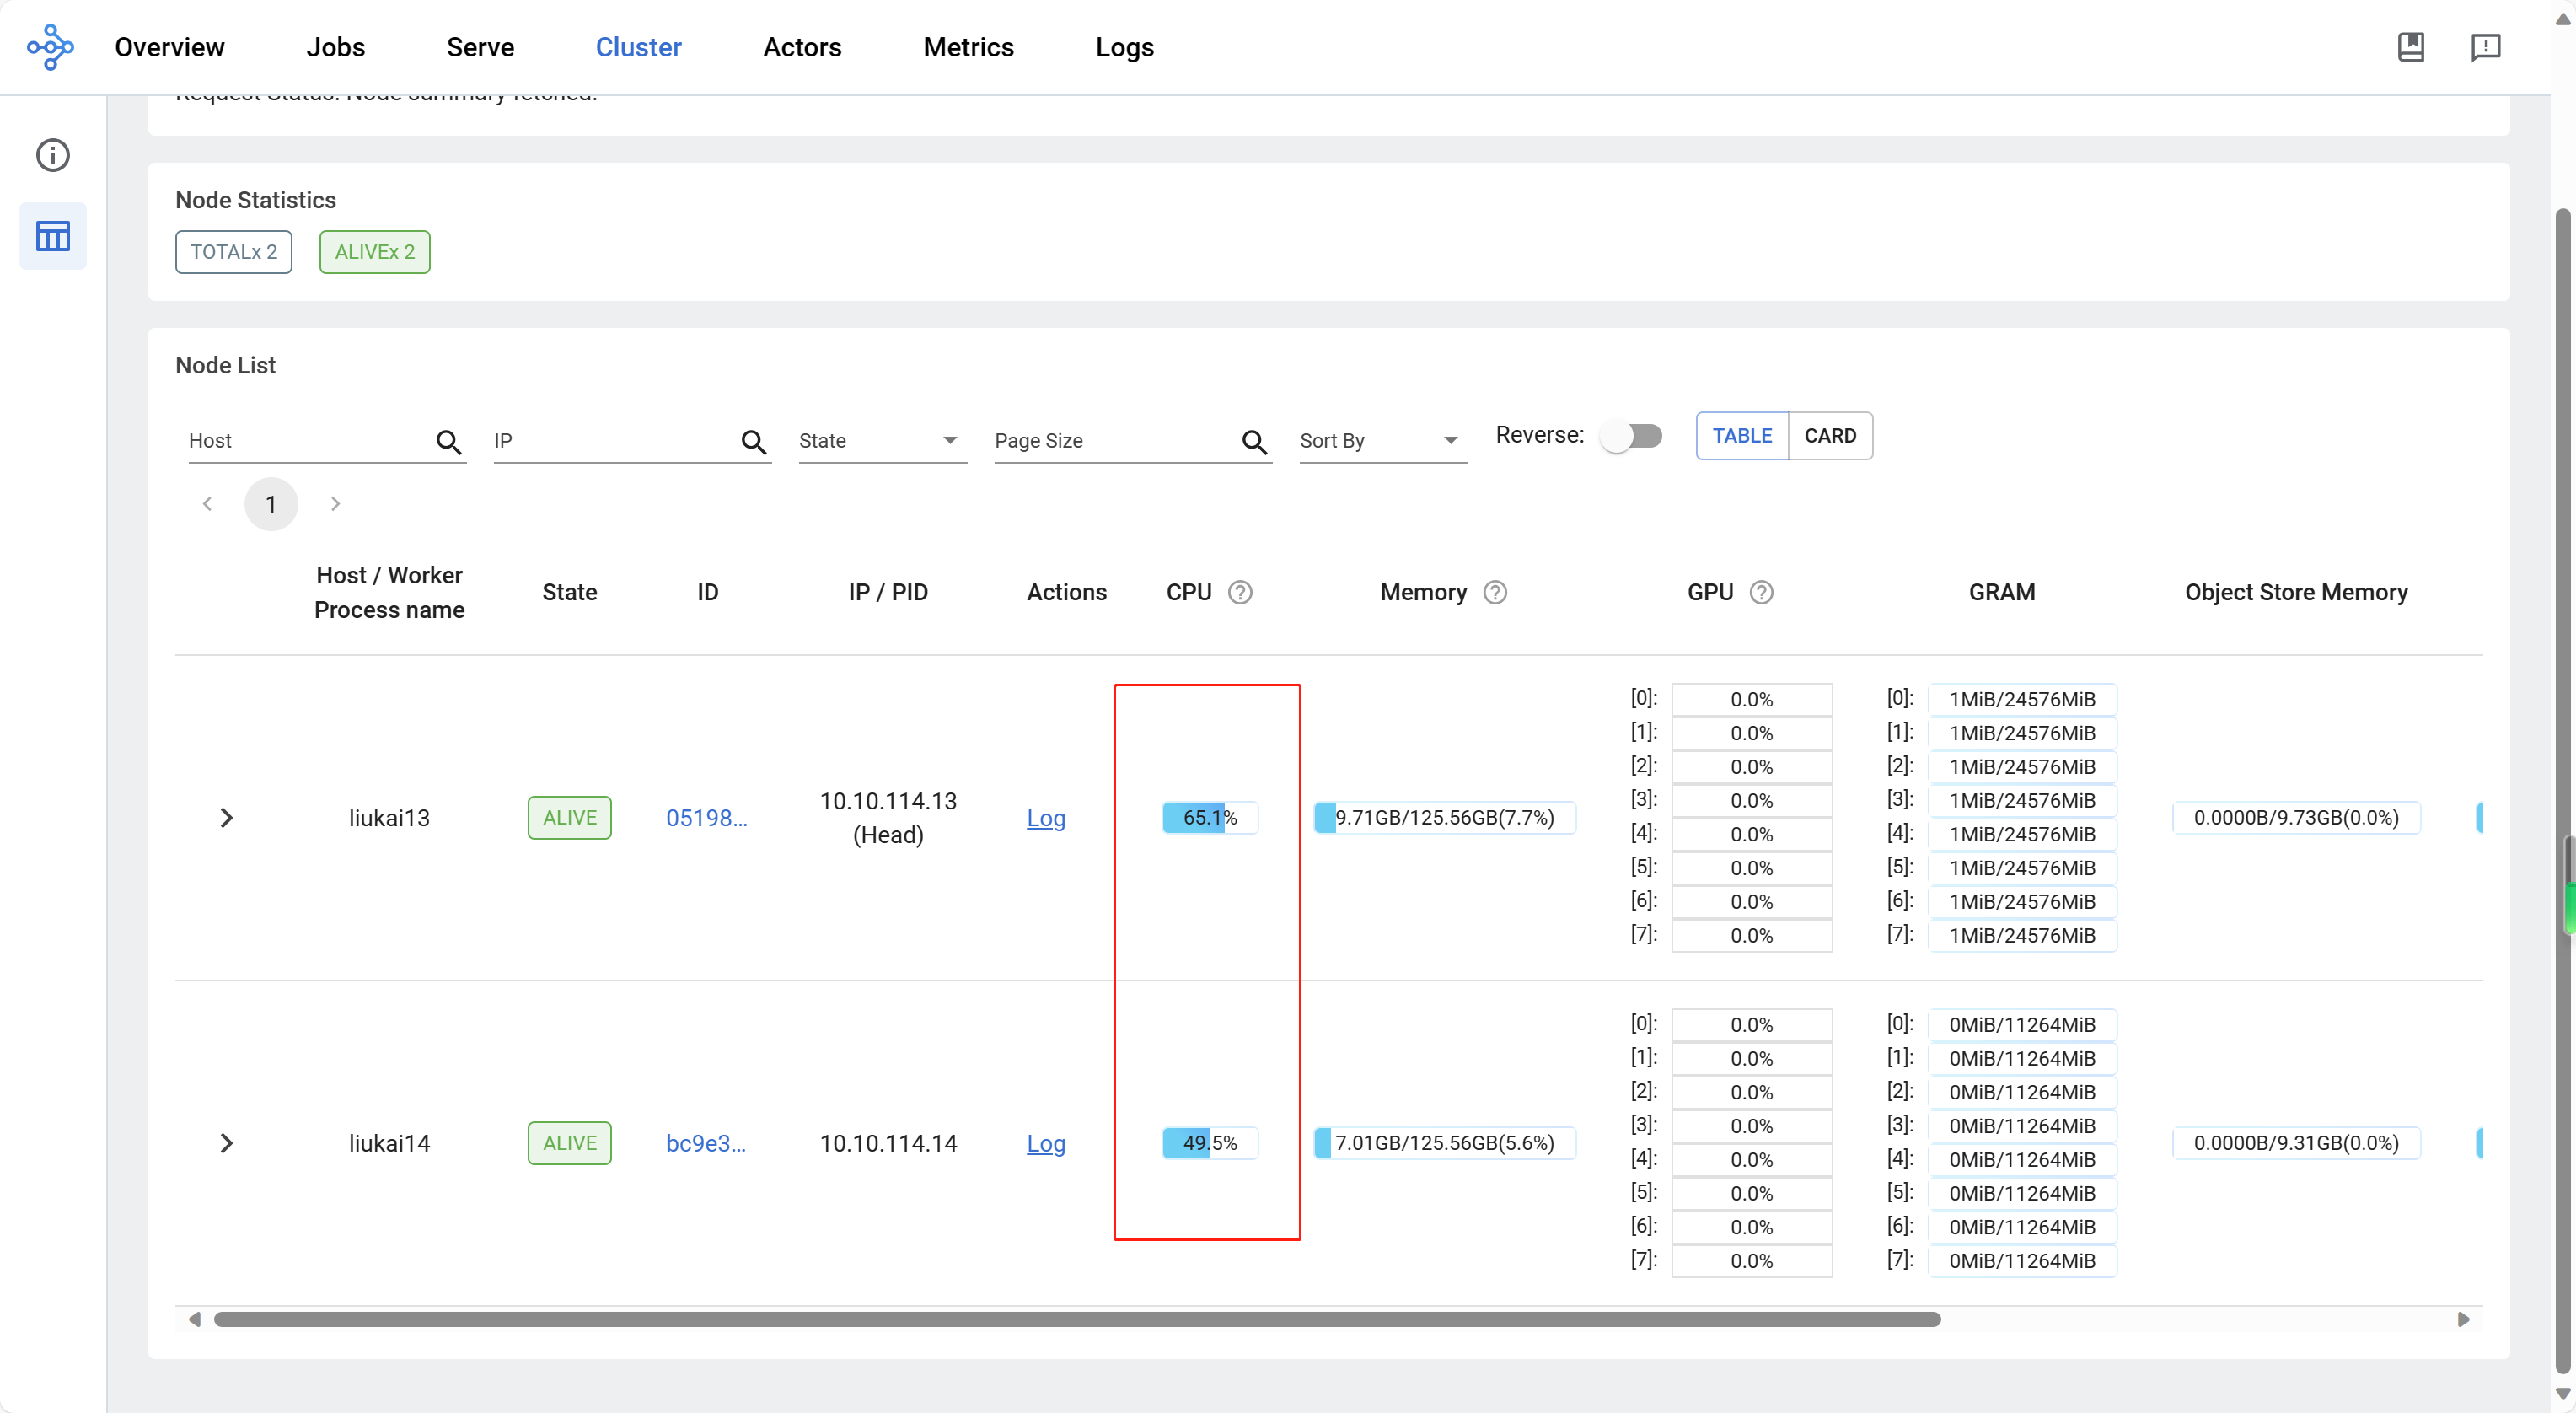 Overview Jobs Serve Cluster Actors Metrics Logs
Request Status: Node summary fetched.
Node Statistics
TOTALx 2 ALIVEx 2
Node List
Host IP State Page Size Sort By Reverse: TABLE CARD
1
Host / Worker Process name State ID IP / PID Actions CPU Memory GPU GRAM Object Store Memory
liukai13 ALIVE 05198... 10.10.114.13 (Head) Log 65.1% 9.71GB/125.56GB(7.7%)
[0]: 0.0% [0]: 1MiB/24576MiB
[1]: 0.0% [1]: 1MiB/24576MiB
[2]: 0.0% [2]: 1MiB/24576MiB
[3]: 0.0% [3]: 1MiB/24576MiB
[4]: 0.0% [4]: 1MiB/24576MiB
[5]: 0.0% [5]: 1MiB/24576MiB
[6]: 0.0% [6]: 1MiB/24576MiB
[7]: 0.0% [7]: 1MiB/24576MiB
0.0000B/9.73GB(0.0%)
liukai14 ALIVE bc9e3... 10.10.114.14 Log 49.5% 7.01GB/125.56GB(5.6%)
[0]: 0.0% [0]: 0MiB/11264MiB
[1]: 0.0% [1]: 0MiB/11264MiB
[2]: 0.0% [2]: 0MiB/11264MiB
[3]: 0.0% [3]: 0MiB/11264MiB
[4]: 0.0% [4]: 0MiB/11264MiB
[5]: 0.0% [5]: 0MiB/11264MiB
[6]: 0.0% [6]: 0MiB/11264MiB
[7]: 0.0% [7]: 0MiB/11264MiB
0.0000B/9.31GB(0.0%)